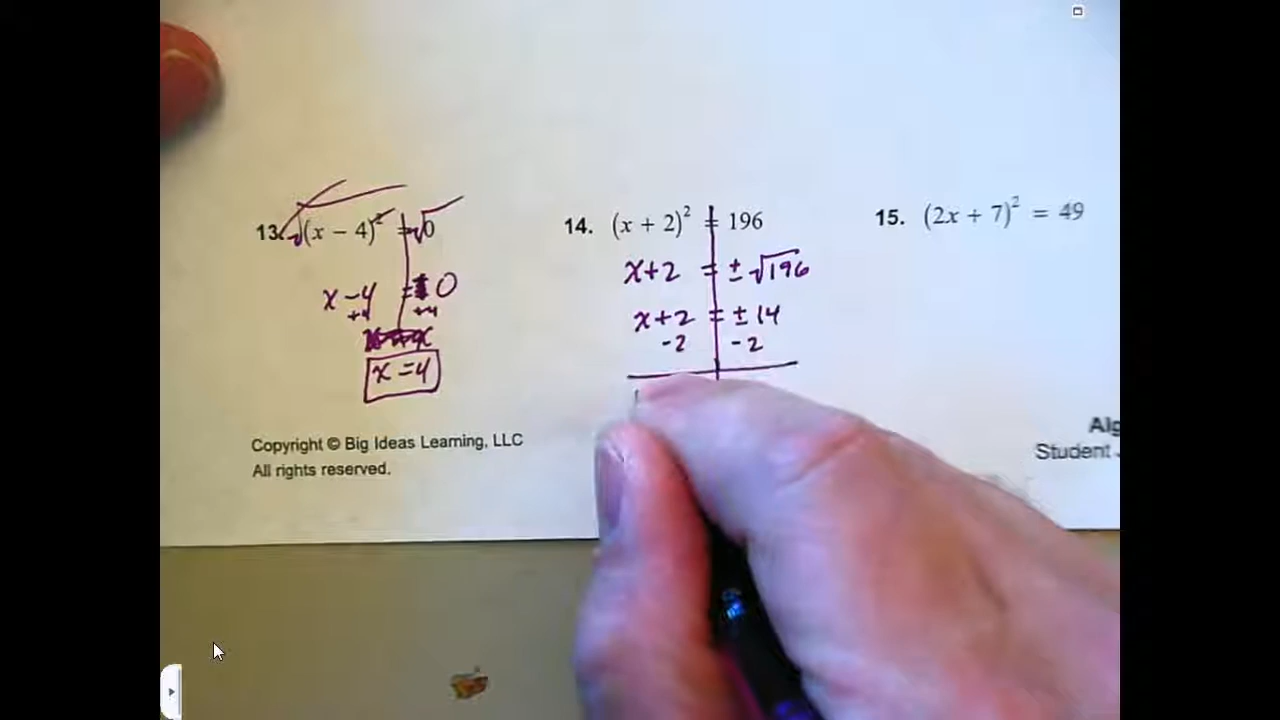 13. √(x − 4)² = √0
x − 4 = 0
+4 +4
x = 4
14. (x + 2)² = 196
x + 2 = ± √196
x + 2 = ± 14
-2 -2
15. (2x + 7)² = 49
Copyright © Big Ideas Learning, LLC
All rights reserved.
Student